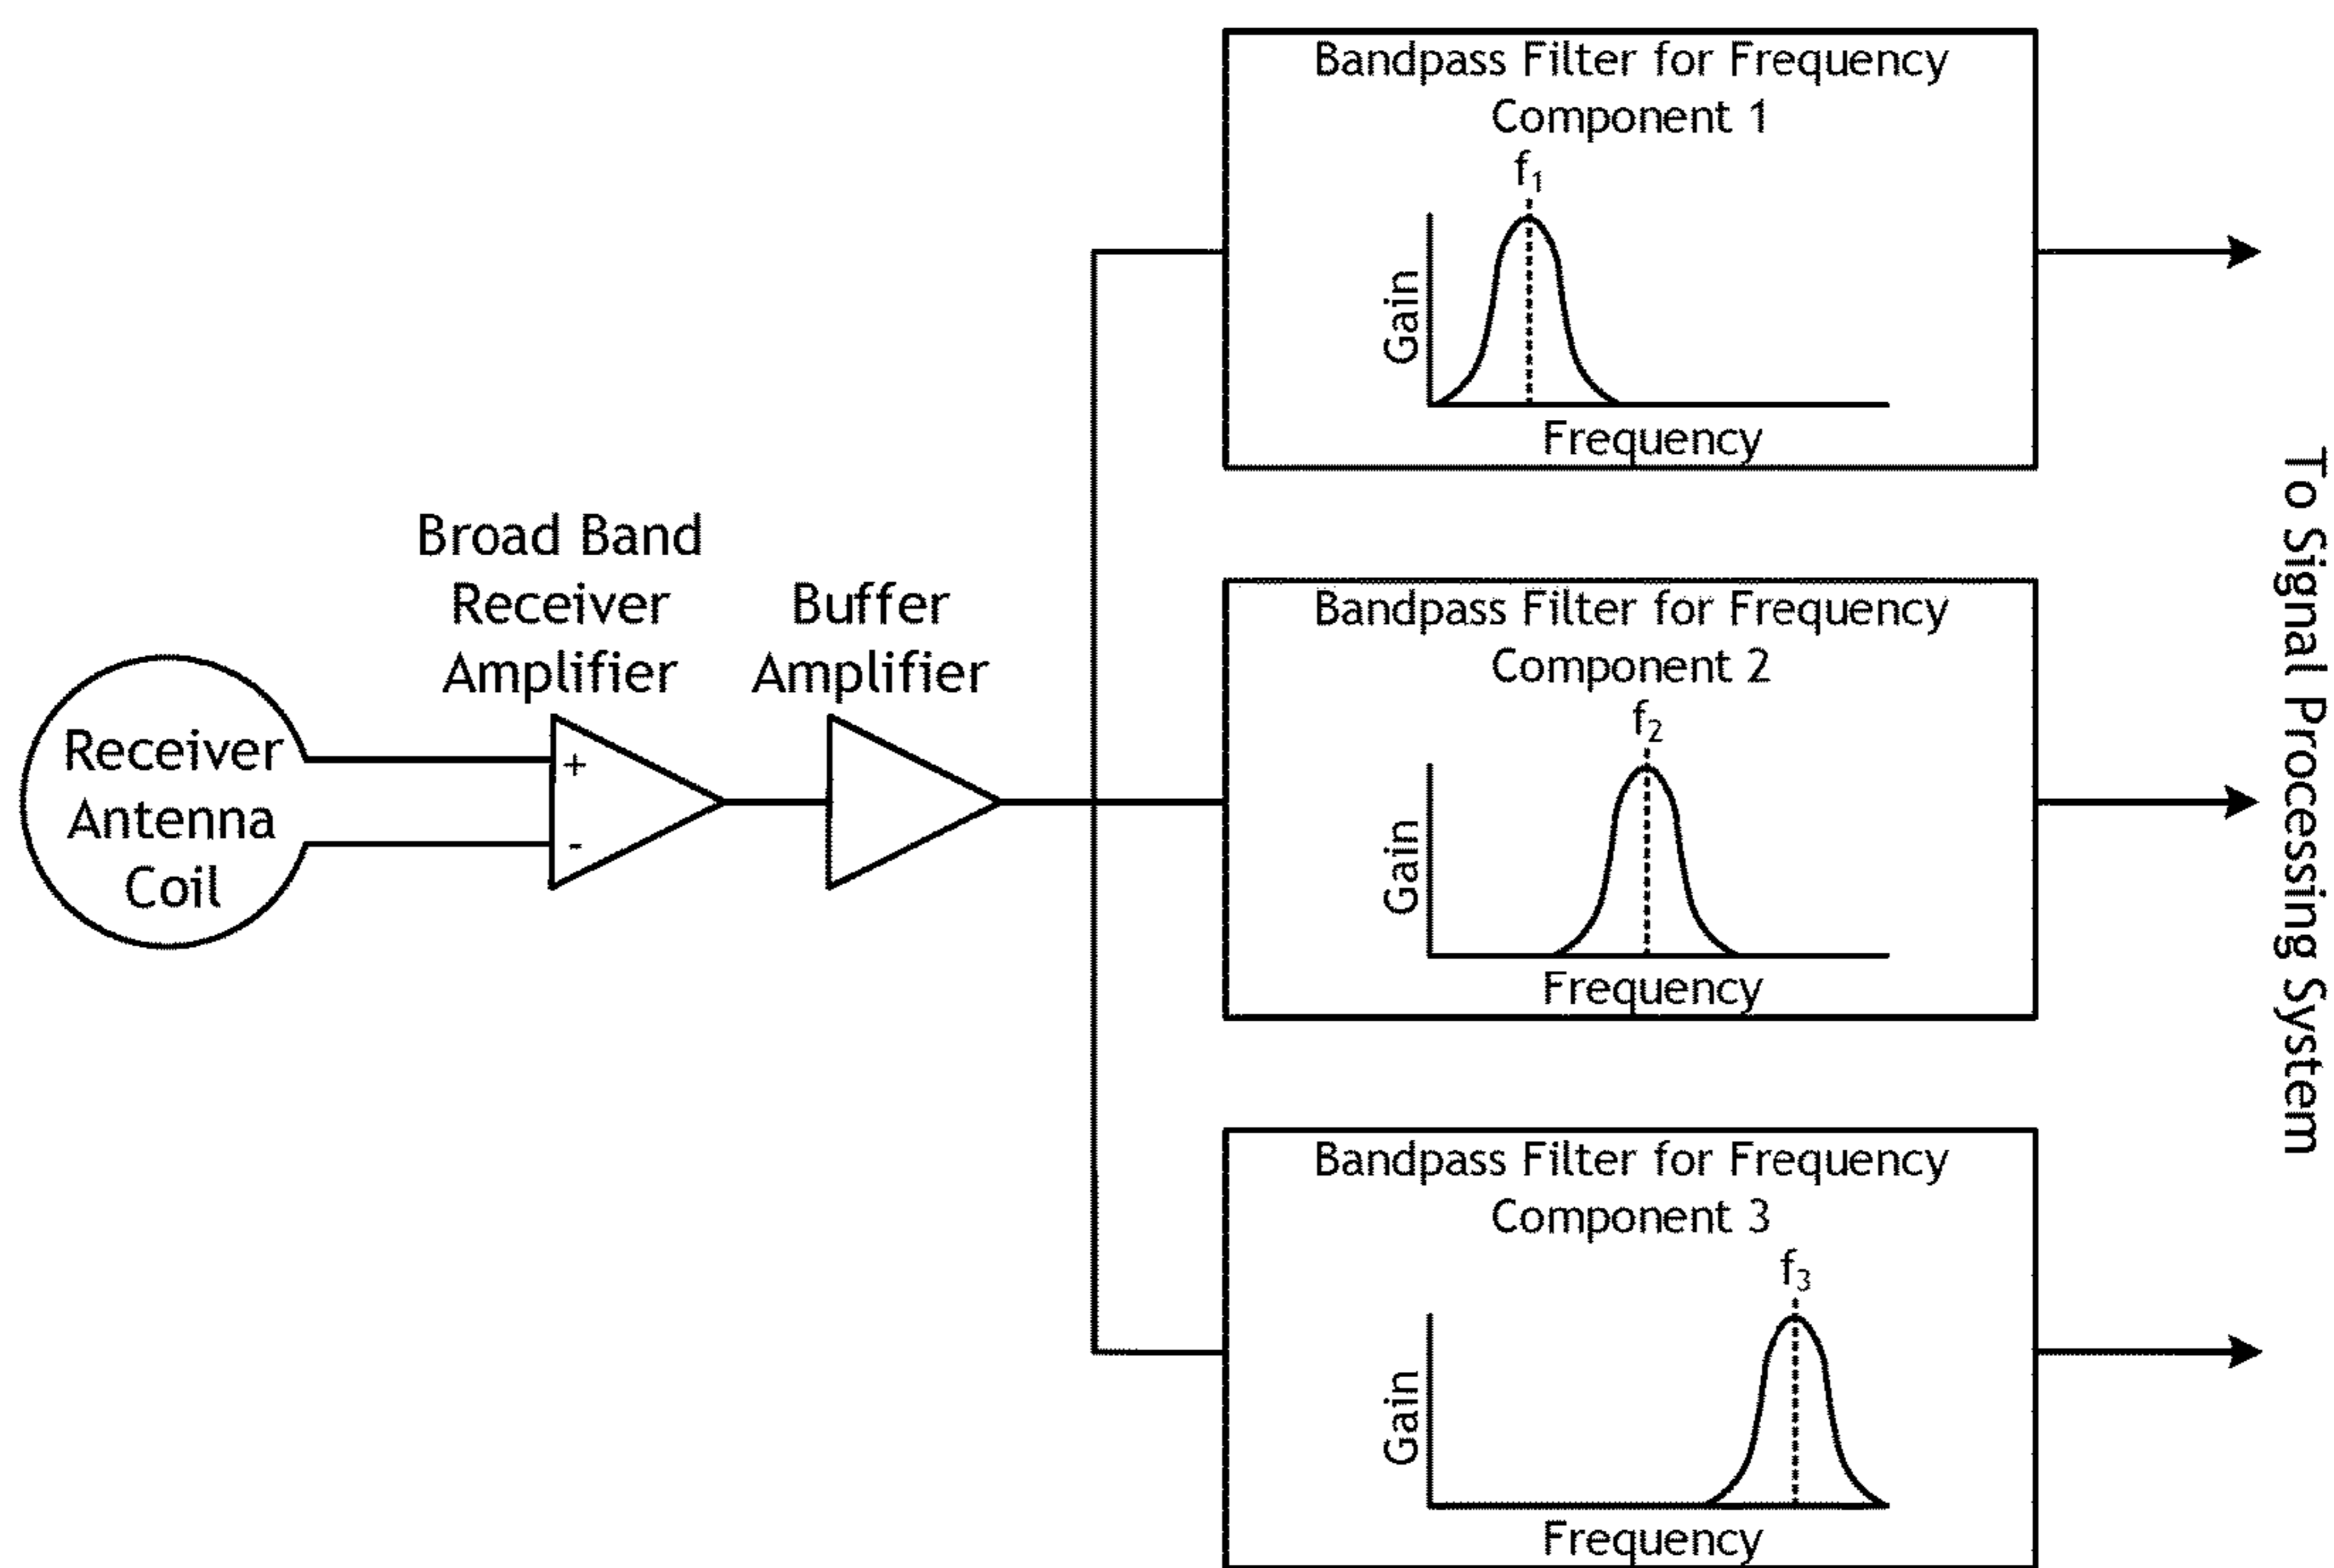 Bandpass Filter for Frequency
Component 1
f1
Gain
Frequency
Broad Band
Receiver
Amplifier
Buffer
Amplifier
Receiver
Antenna
Coil
+
-
Bandpass Filter for Frequency
Component 2
f2
Gain
Frequency
Bandpass Filter for Frequency
Component 3
f3
Gain
Frequency
To Signal Processing System